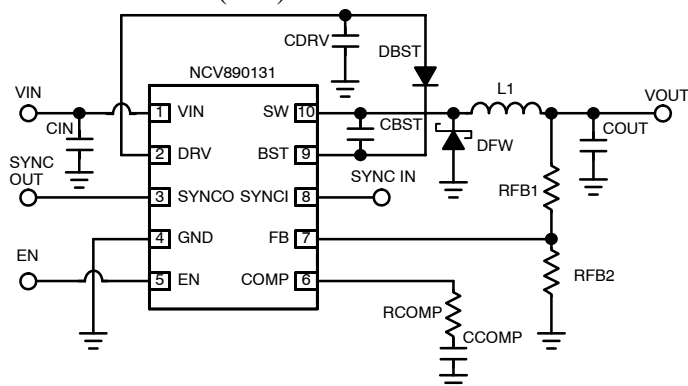 CDRV
DBST
NCV890131
L1
VIN
VOUT
1 VIN
SW 10
CIN
CBST
COUT
2 DRV
BST 9
DFW
SYNC
OUT
SYNC IN
RFB1
3 SYNCO
SYNCI 8
4 GND
FB 7
EN
5 EN
COMP 6
RFB2
RCOMP
CCOMP